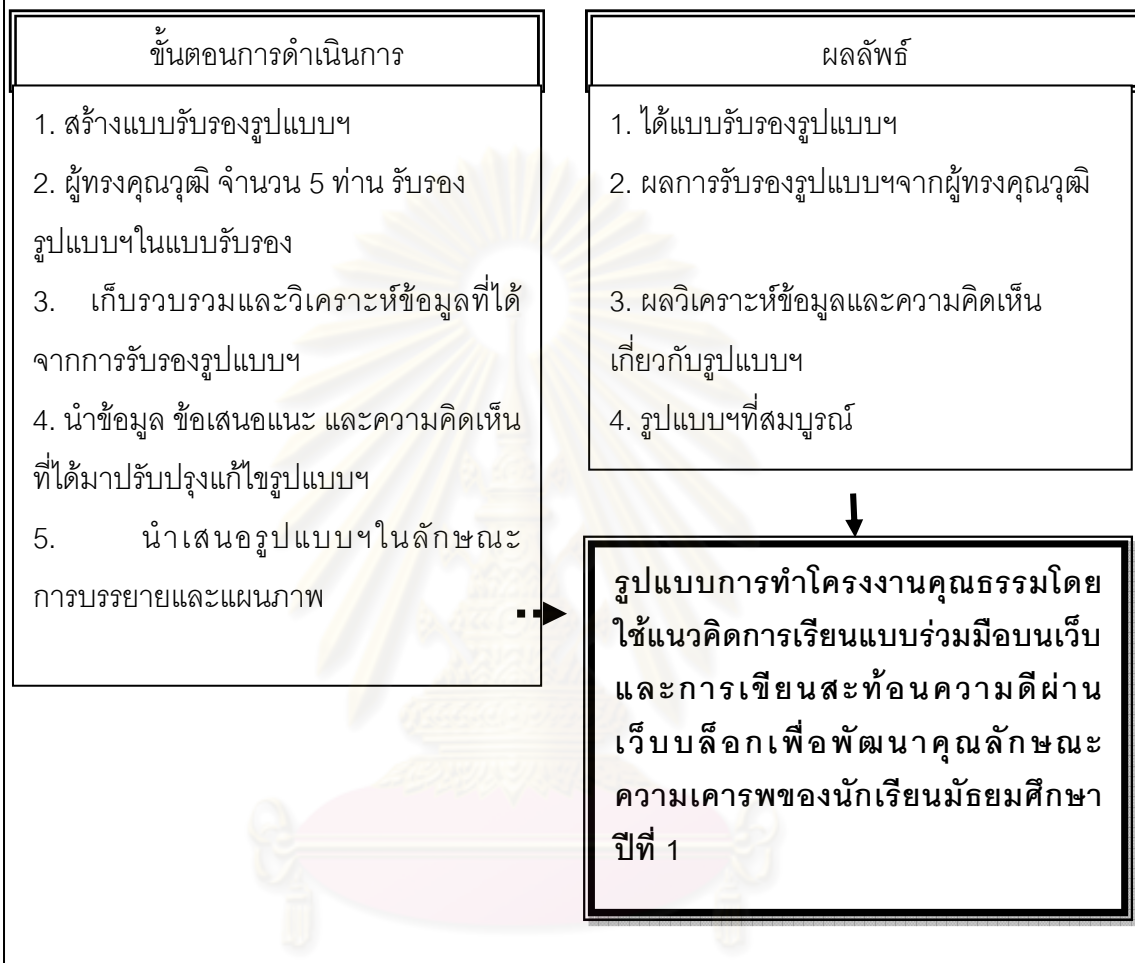 ขั้นตอนการดำเนินการ
1. สร้างแบบรับรองรูปแบบฯ
2. ผู้ทรงคุณวุฒิ จำนวน 5 ท่าน รับรอง
รูปแบบฯในแบบรับรอง
3. เก็บรวบรวมและวิเคราะห์ข้อมูลที่ได้
จากการรับรองรูปแบบฯ
4. นำข้อมูล ข้อเสนอแนะ และความคิดเห็น
ที่ได้มาปรับปรุงแก้ไขรูปแบบฯ
5. นำเสนอรูปแบบฯในลักษณะ
การบรรยายและแผนภาพ
ผลลัพธ์
1. ได้แบบรับรองรูปแบบฯ
2. ผลการรับรองรูปแบบฯจากผู้ทรงคุณวุฒิ
3. ผลวิเคราะห์ข้อมูลและความคิดเห็น
เกี่ยวกับรูปแบบฯ
4. รูปแบบฯที่สมบูรณ์
รูปแบบการทำโครงงานคุณธรรมโดย
ใช้แนวคิดการเรียนแบบร่วมมือบนเว็บ
และการเขียนสะท้อนความดีผ่าน
เว็บบล็อกเพื่อพัฒนาคุณลักษณะ
ความเคารพของนักเรียนมัธยมศึกษา
ปีที่ 1